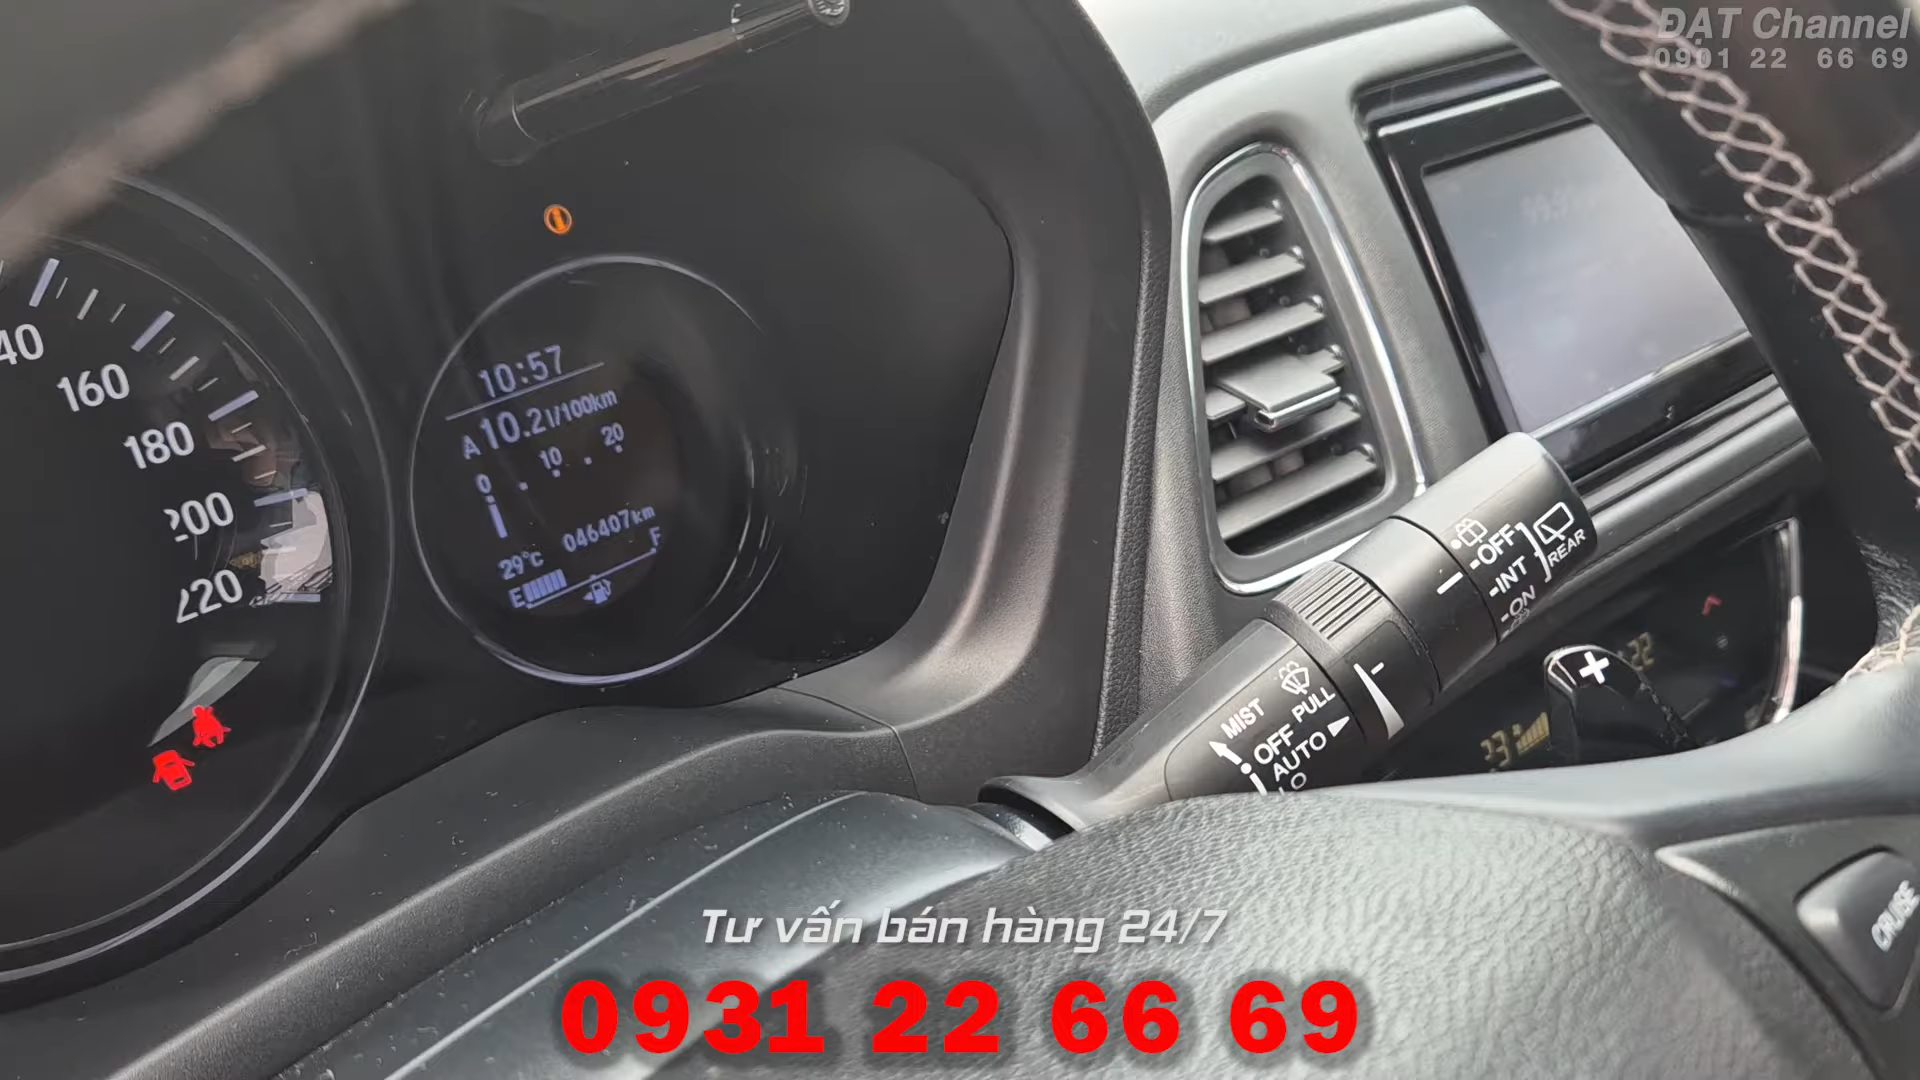 ĐẠT Channel
0901 22 66 69
160
180
200
220
10:57
A 10.2 l/100km
0 10 20
046407km
29°C
E F
-OFF
-INT
-ON
REAR
MIST
PULL
OFF
AUTO
LO
+
22
23
CRUISE
Tư vấn bán hàng 24/7
0931 22 66 69